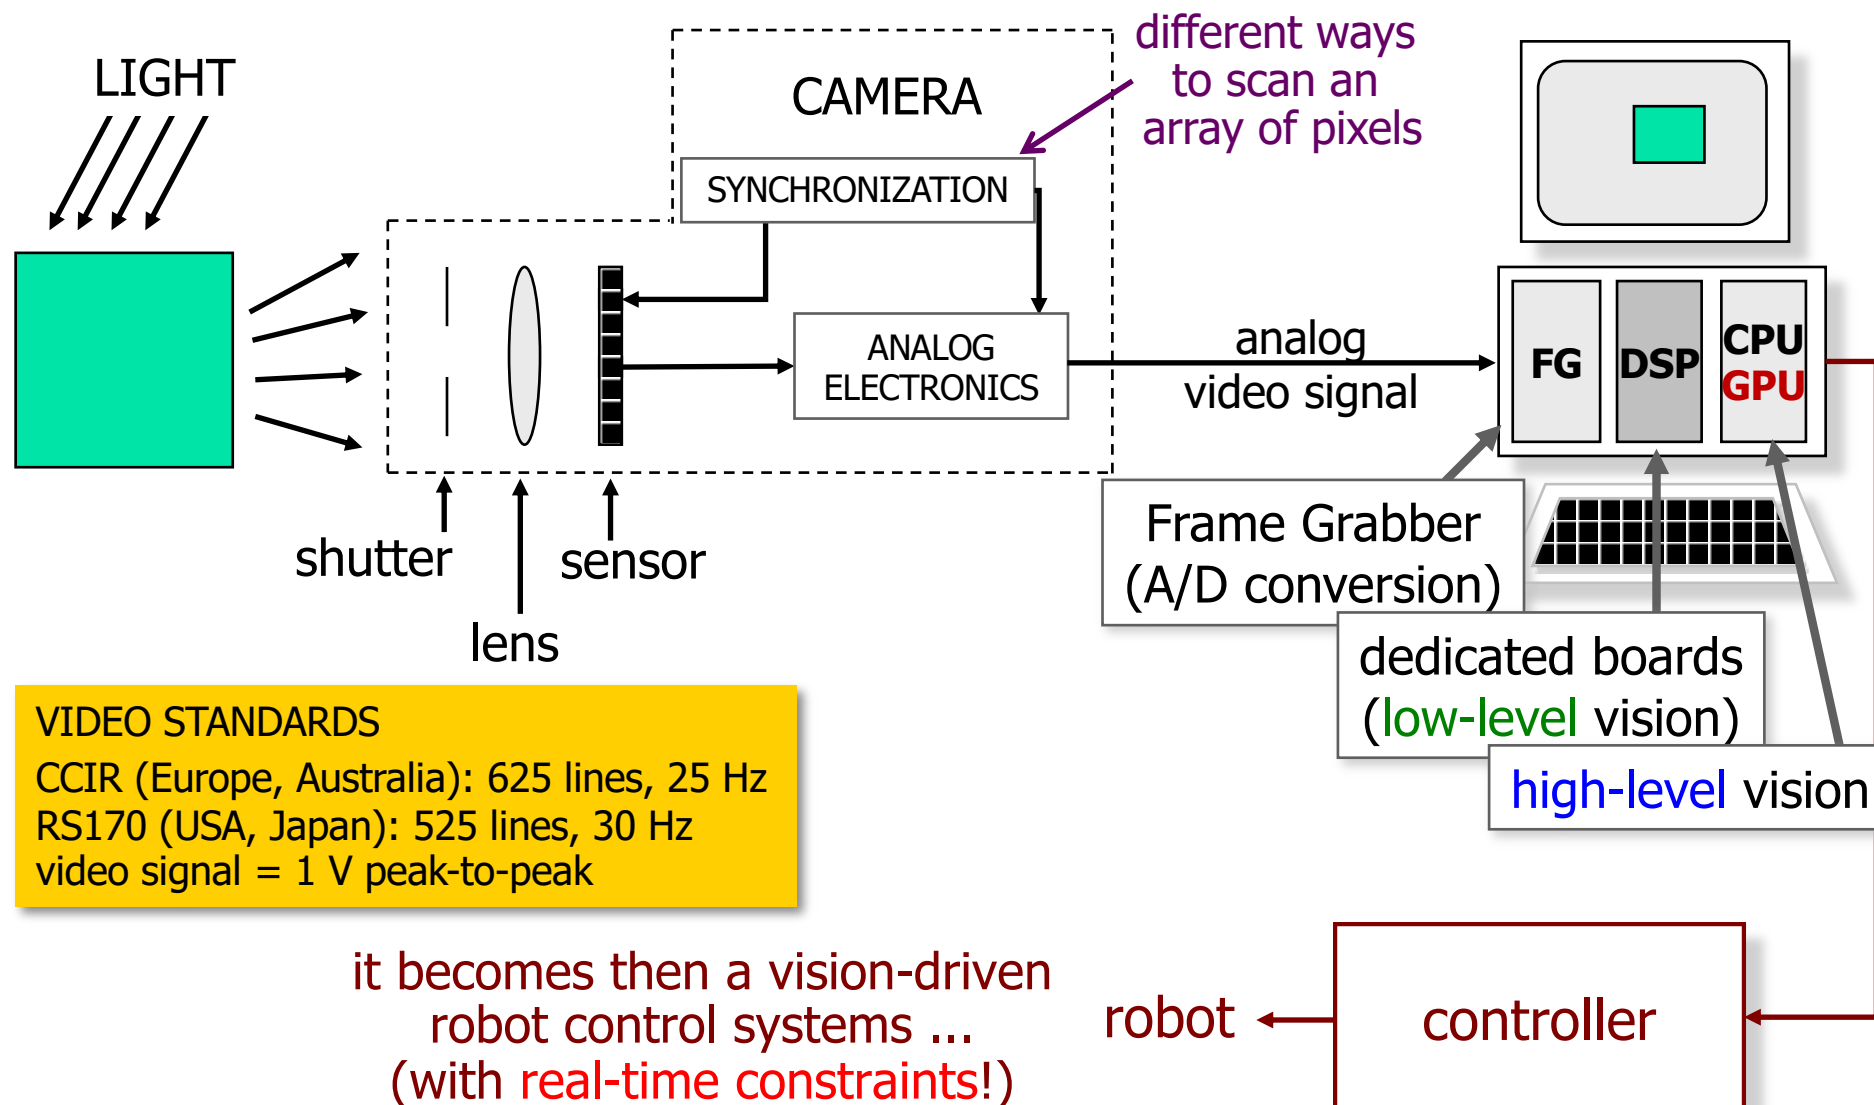 different ways
to scan an
array of pixels
LIGHT
CAMERA
SYNCHRONIZATION
ANALOG
ELECTRONICS
analog
video signal
FG
DSP
CPU
GPU
shutter
lens
sensor
Frame Grabber
(A/D conversion)
dedicated boards
(low-level vision)
high-level vision
VIDEO STANDARDS
CCIR (Europe, Australia): 625 lines, 25 Hz
RS170 (USA, Japan): 525 lines, 30 Hz
video signal = 1 V peak-to-peak
it becomes then a vision-driven
robot control systems ...
(with real-time constraints!)
robot
controller